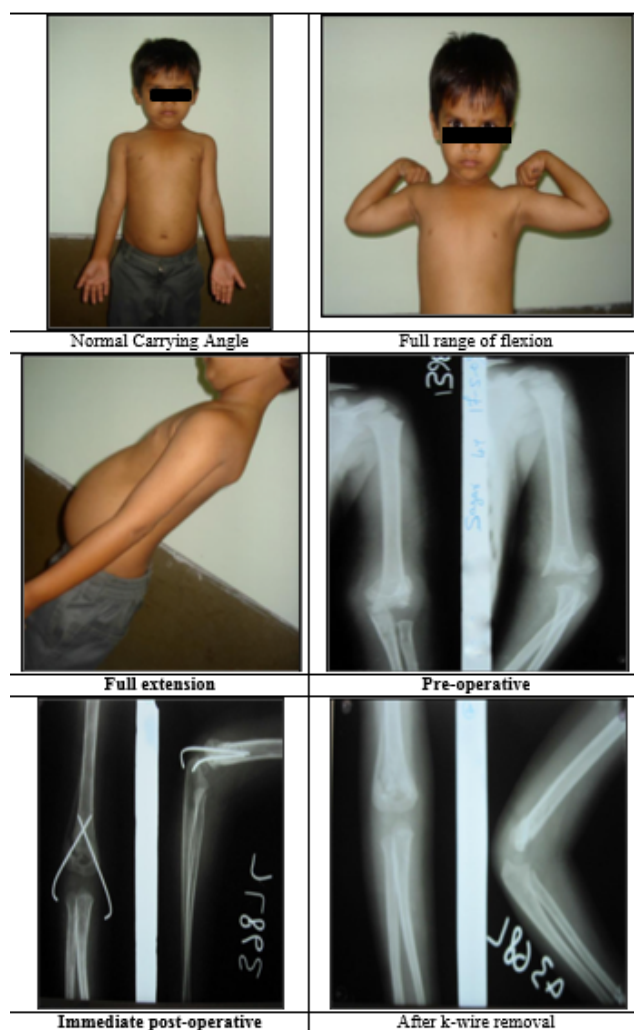 Normal Carrying Angle
Full range of flexion
Full extension
Pre-operative
Immediate post-operative
After k-wire removal